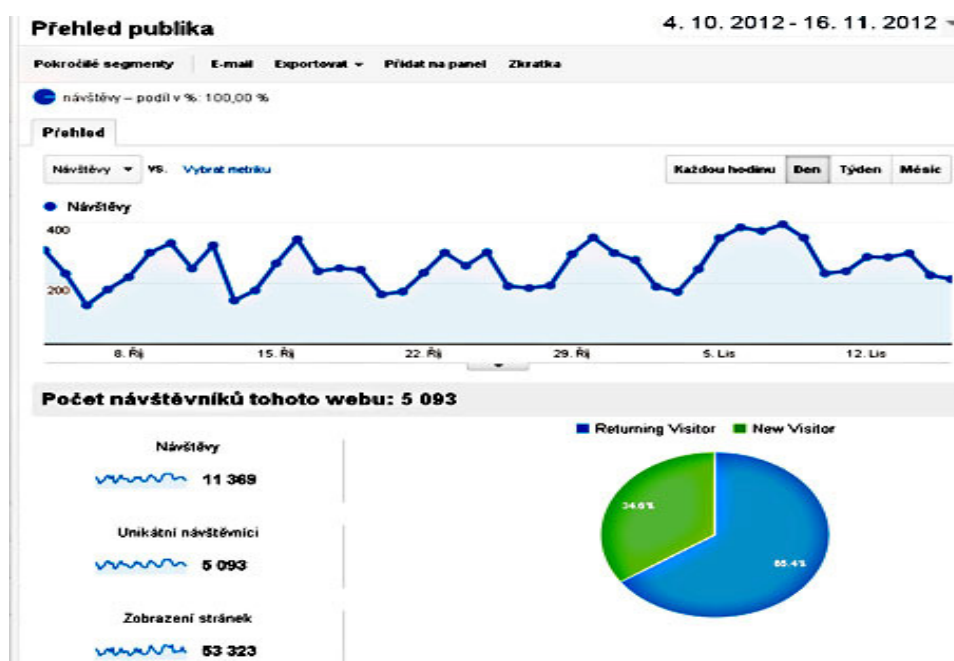 Přehled publika
4. 10. 2012 - 16. 11. 2012
Pokročilé segmenty E-mail Exportovat Přidat na panel Zkratka
návštěvy – podíl v %: 100,00 %
Přehled
Návštěvy vs. Vybrat metriku Každou hodinu Den Týden Měsíc
Návštěvy
400
200
8. Říj 15. Říj 22. Říj 29. Říj 5. Lis 12. Lis
Počet návštěvníků tohoto webu: 5 093
Returning Visitor New Visitor
Návštěvy
11 369
34.6%
Unikátní návštěvníci
5 093
65.4%
Zobrazení stránek
53 323